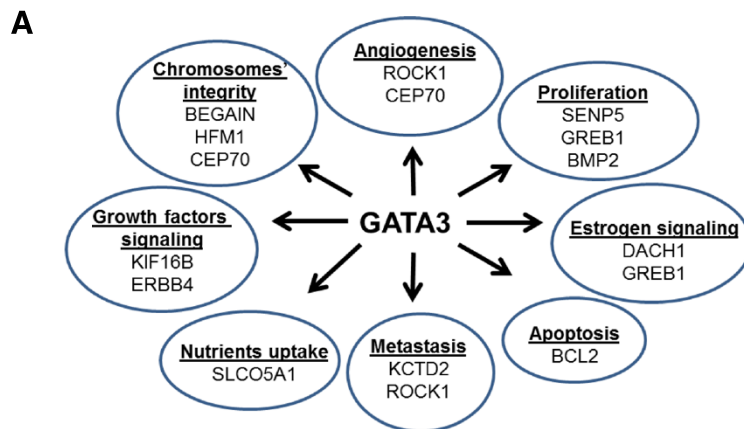 A
Angiogenesis
ROCK1
CEP70
Chromosomes’
integrity
BEGAIN
HFM1
CEP70
Proliferation
SENP5
GREB1
BMP2
Growth factors
signaling
KIF16B
ERBB4
GATA3
Estrogen signaling
DACH1
GREB1
Nutrients uptake
SLCO5A1
Metastasis
KCTD2
ROCK1
Apoptosis
BCL2